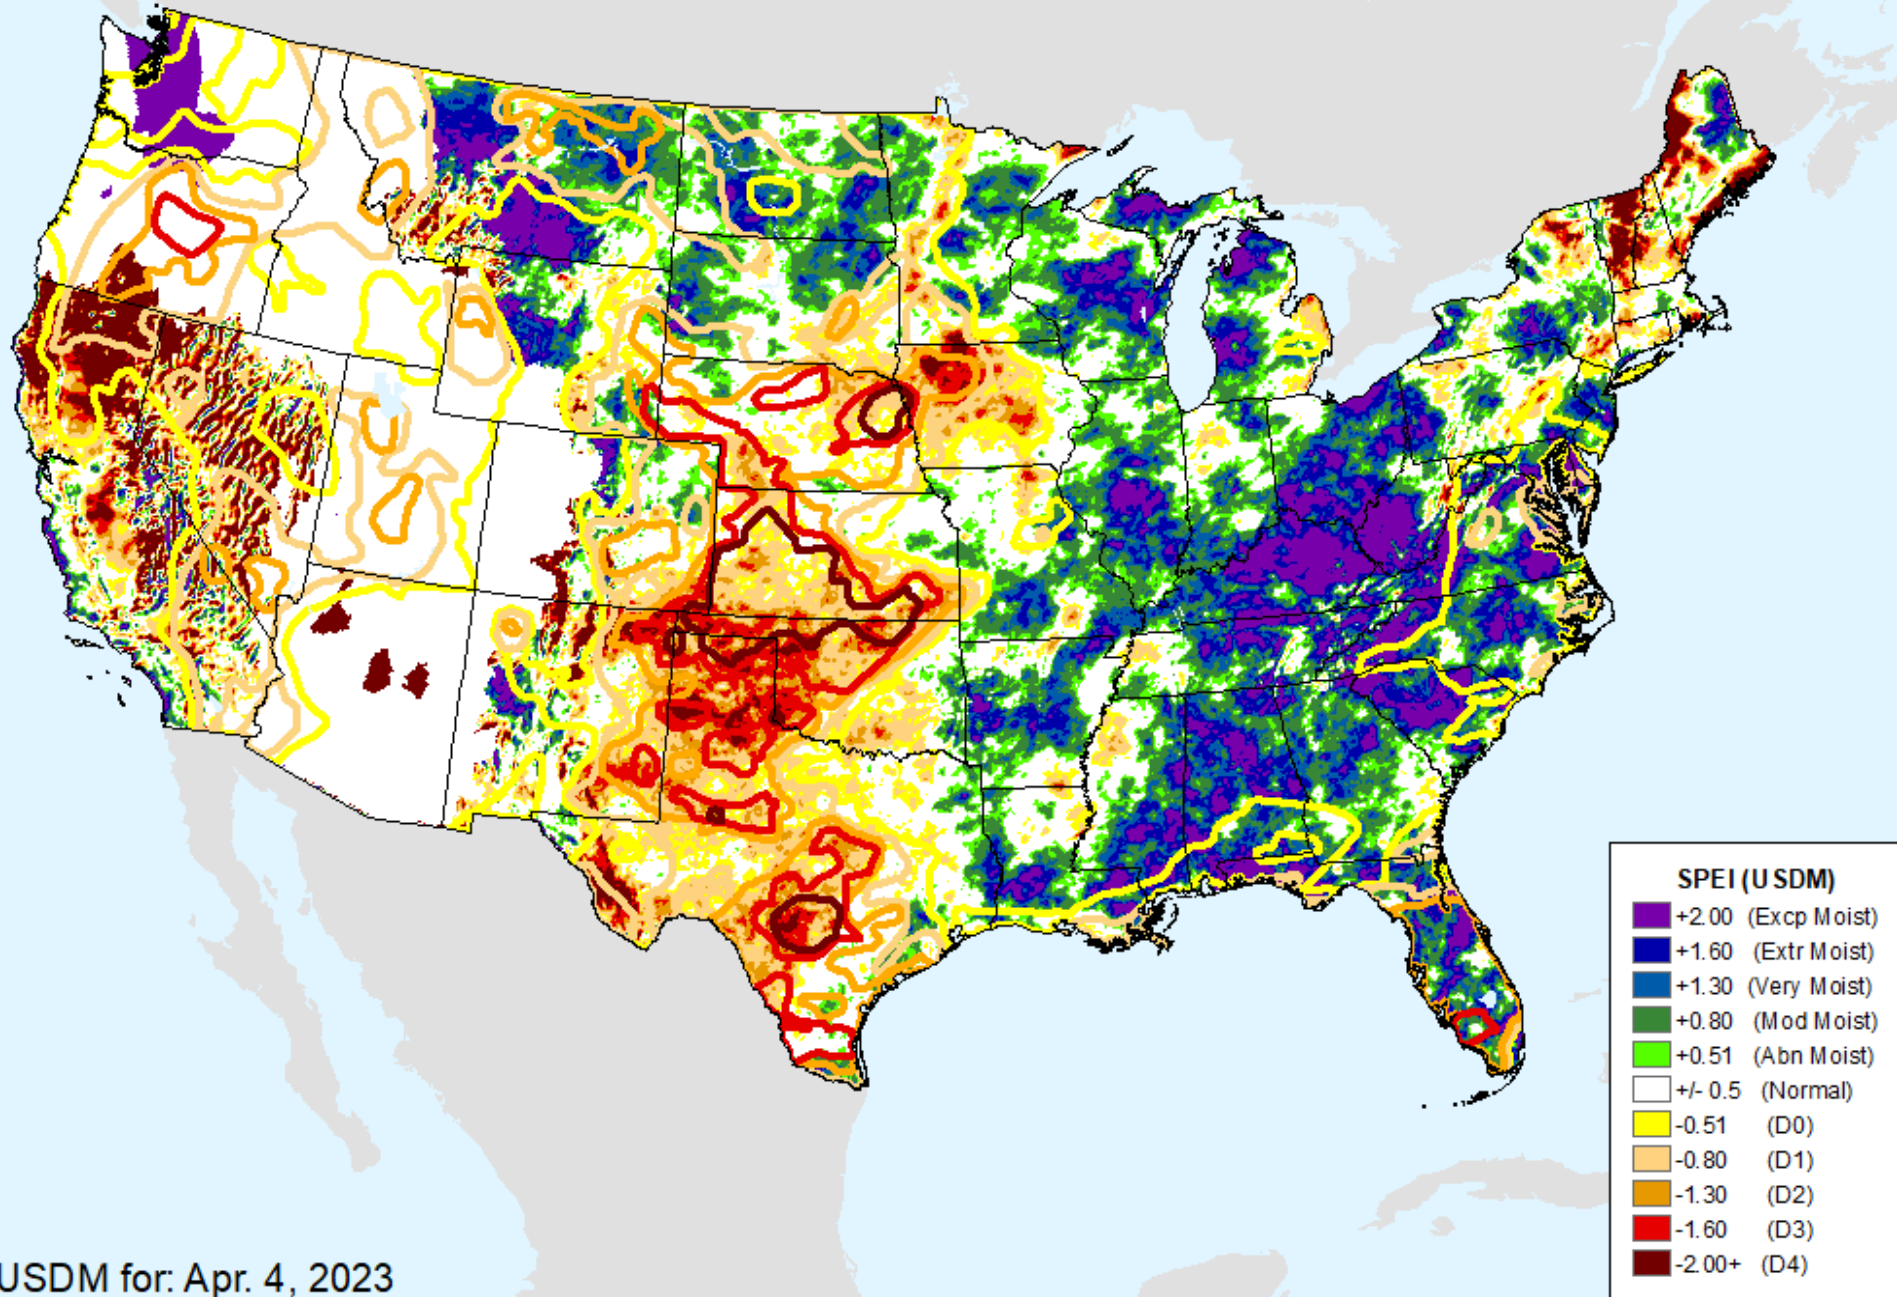 SPEI (USDM)
+2.00 (Excp Moist)
+1.60 (Extr Moist)
+1.30 (Very Moist)
+0.80 (Mod Moist)
+0.51 (Abn Moist)
+/- 0.5 (Normal)
-0.51 (D0)
-0.80 (D1)
-1.30 (D2)
-1.60 (D3)
-2.00+ (D4)
USDM for: Apr. 4, 2023